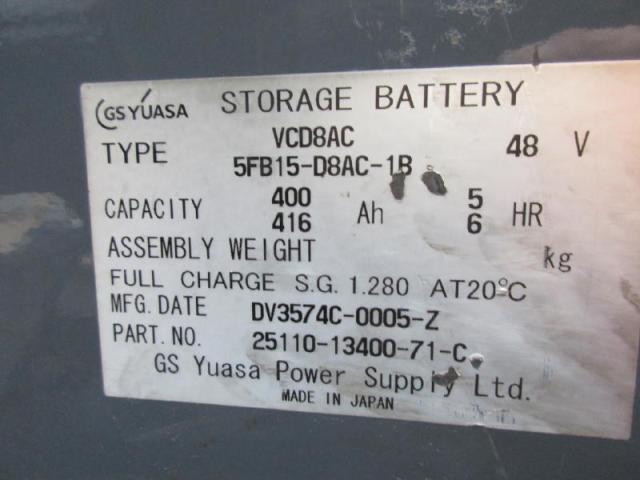 GS YUASA STORAGE BATTERY
TYPE VCD8AC 48 V
5FB15-D8AC-1B
CAPACITY 400 Ah 5 HR
416 6
ASSEMBLY WEIGHT kg
FULL CHARGE S.G. 1.280 AT20°C
MFG. DATE DV3574C-0005-Z
PART. NO. 25110-13400-71-C
GS Yuasa Power Supply Ltd.
MADE IN JAPAN